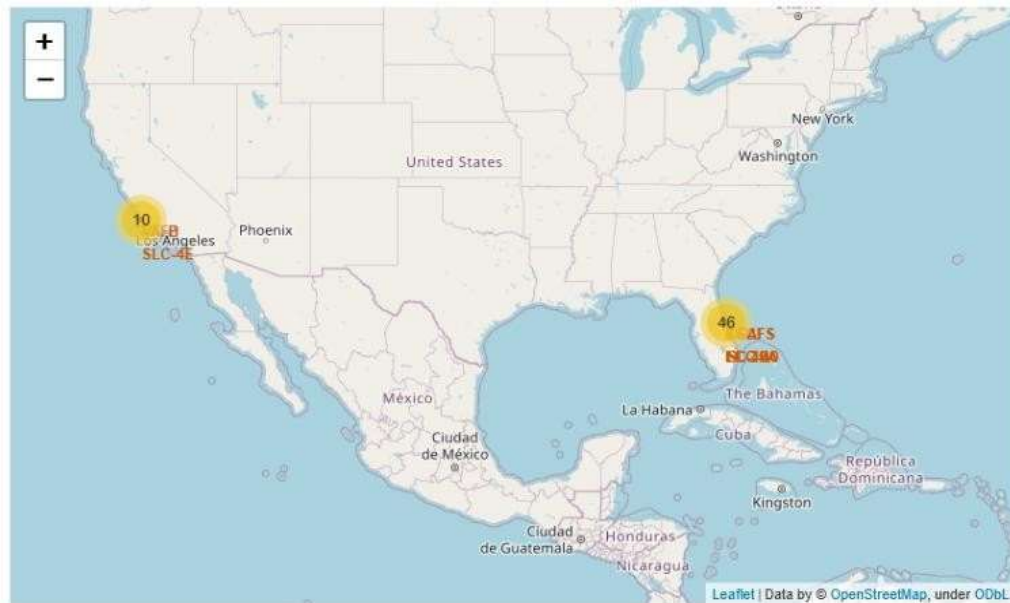 +
−
New York
Washington
United States
10
Los Angeles
SLC-4E
Phoenix
46
The Bahamas
México
La Habana
Cuba
Ciudad
de México
República
Dominicana
Kingston
Ciudad
de Guatemala
Honduras
Nicaragua
Leaflet | Data by © OpenStreetMap, under ODbL.